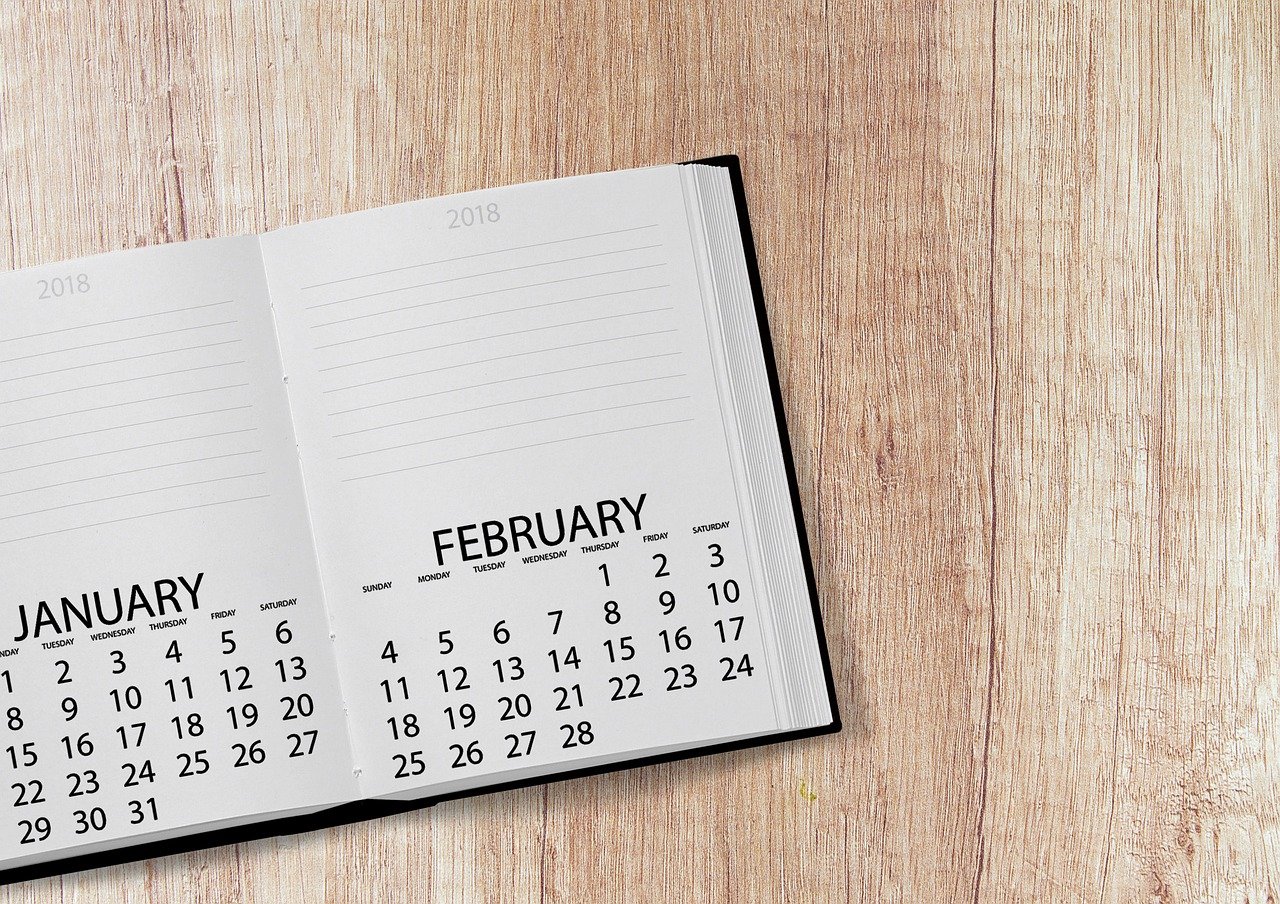 2018
JANUARY
TUESDAY WEDNESDAY THURSDAY FRIDAY SATURDAY
1 2 3 4 5 6
8 9 10 11 12 13
15 16 17 18 19 20
22 23 24 25 26 27
29 30 31
2018
FEBRUARY
SUNDAY MONDAY TUESDAY WEDNESDAY THURSDAY FRIDAY SATURDAY
1 2 3
4 5 6 7 8 9 10
11 12 13 14 15 16 17
18 19 20 21 22 23 24
25 26 27 28